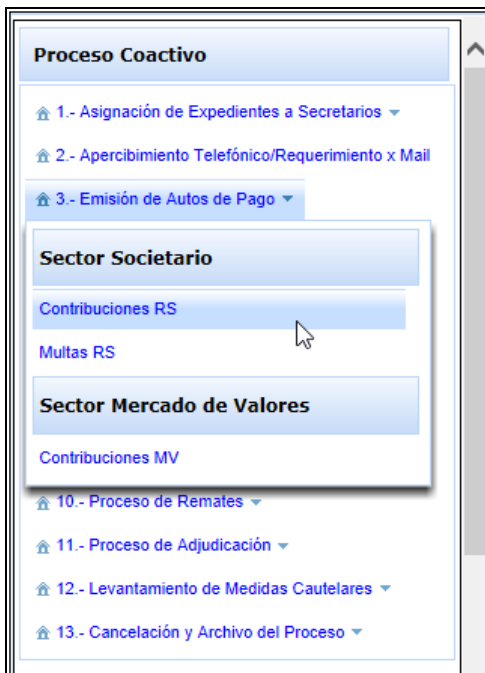 Proceso Coactivo
1.- Asignación de Expedientes a Secretarios
2.- Apercibimiento Telefónico/Requerimiento x Mail
3.- Emisión de Autos de Pago
Sector Societario
Contribuciones RS
Multas RS
Sector Mercado de Valores
Contribuciones MV
10.- Proceso de Remates
11.- Proceso de Adjudicación
12.- Levantamiento de Medidas Cautelares
13.- Cancelación y Archivo del Proceso